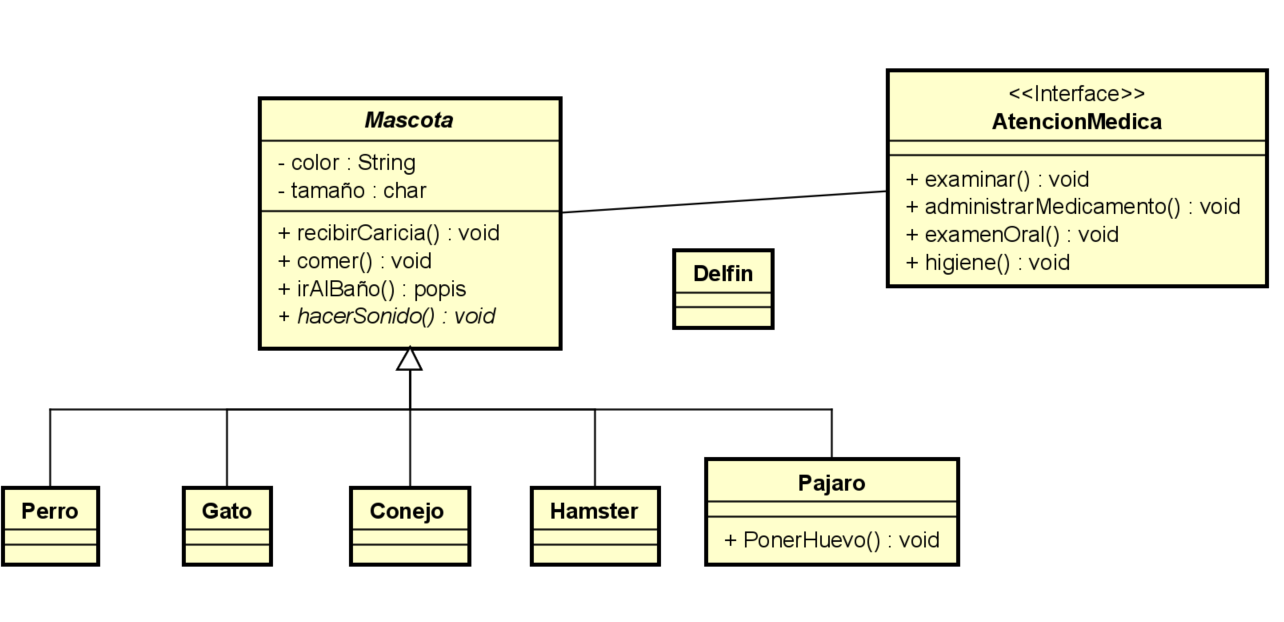 Mascota
- color : String
- tamaño : char
+ recibirCaricia() : void
+ comer() : void
+ irAlBaño() : popis
+ hacerSonido() : void
<<Interface>>
AtencionMedica
+ examinar() : void
+ administrarMedicamento() : void
+ examenOral() : void
+ higiene() : void
Delfin
Perro
Gato
Conejo
Hamster
Pajaro
+ PonerHuevo() : void